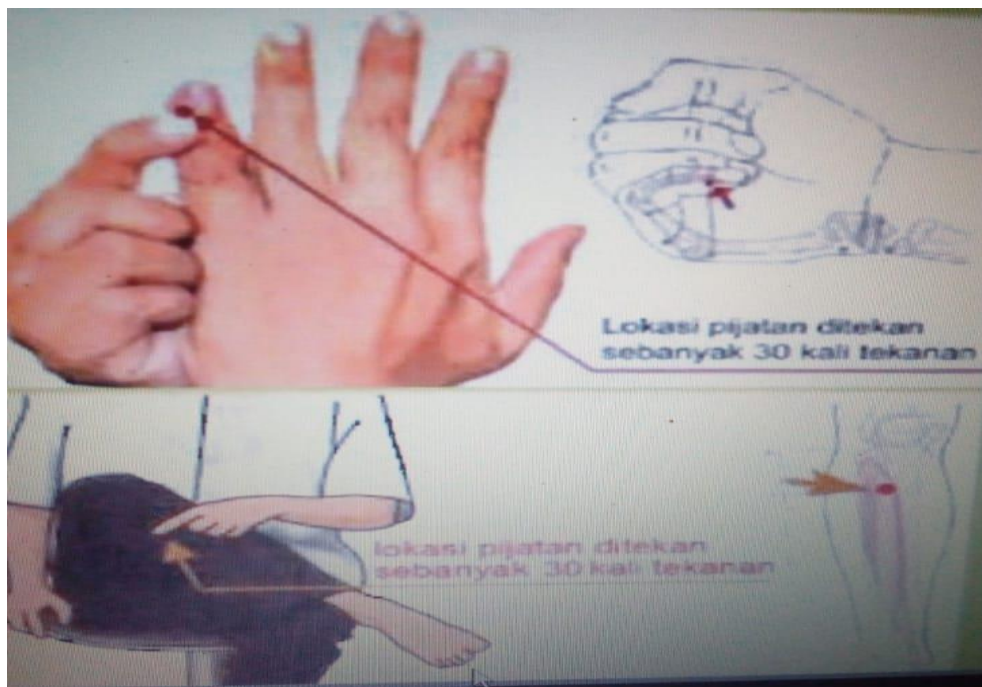 Lokasi pijatan ditekan
sebanyak 30 kali tekanan
lokasi pijatan ditekan
sebanyak 30 kali tekanan